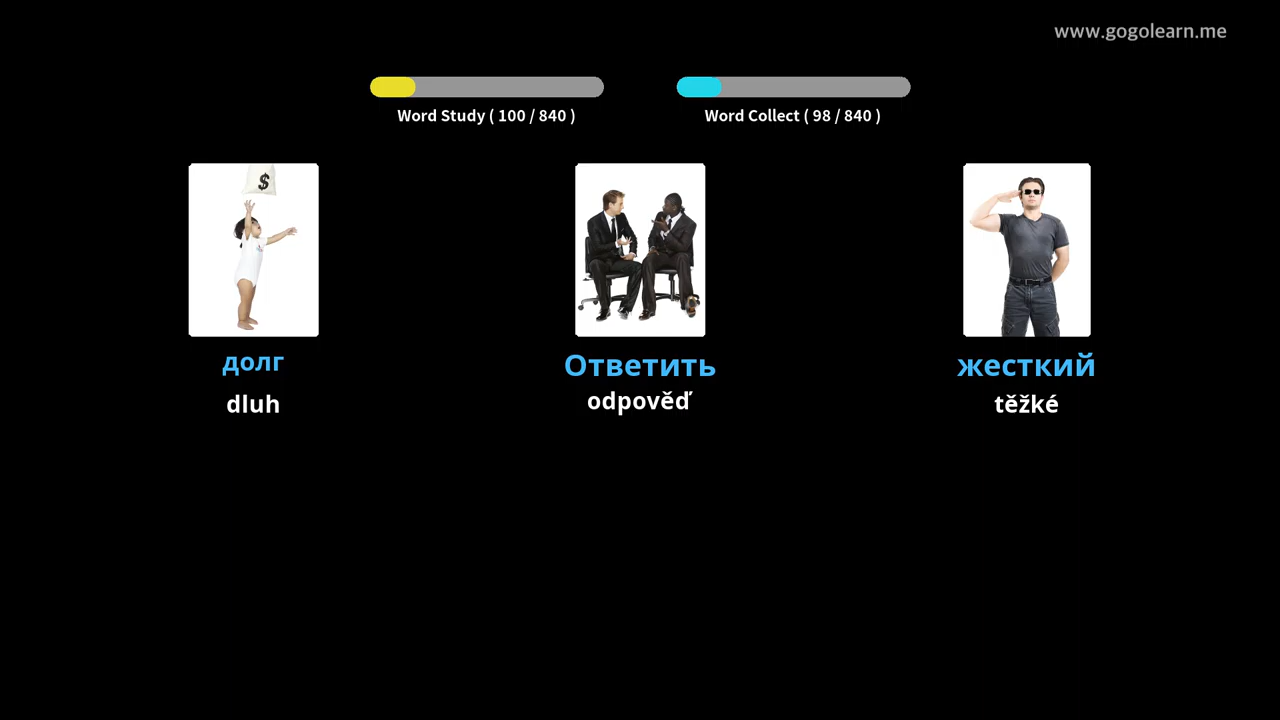 www.gogolearn.me
Word Study ( 100 / 840 )
Word Collect ( 98 / 840 )
$
долг
Ответить
жесткий
dluh
odpověď
těžké